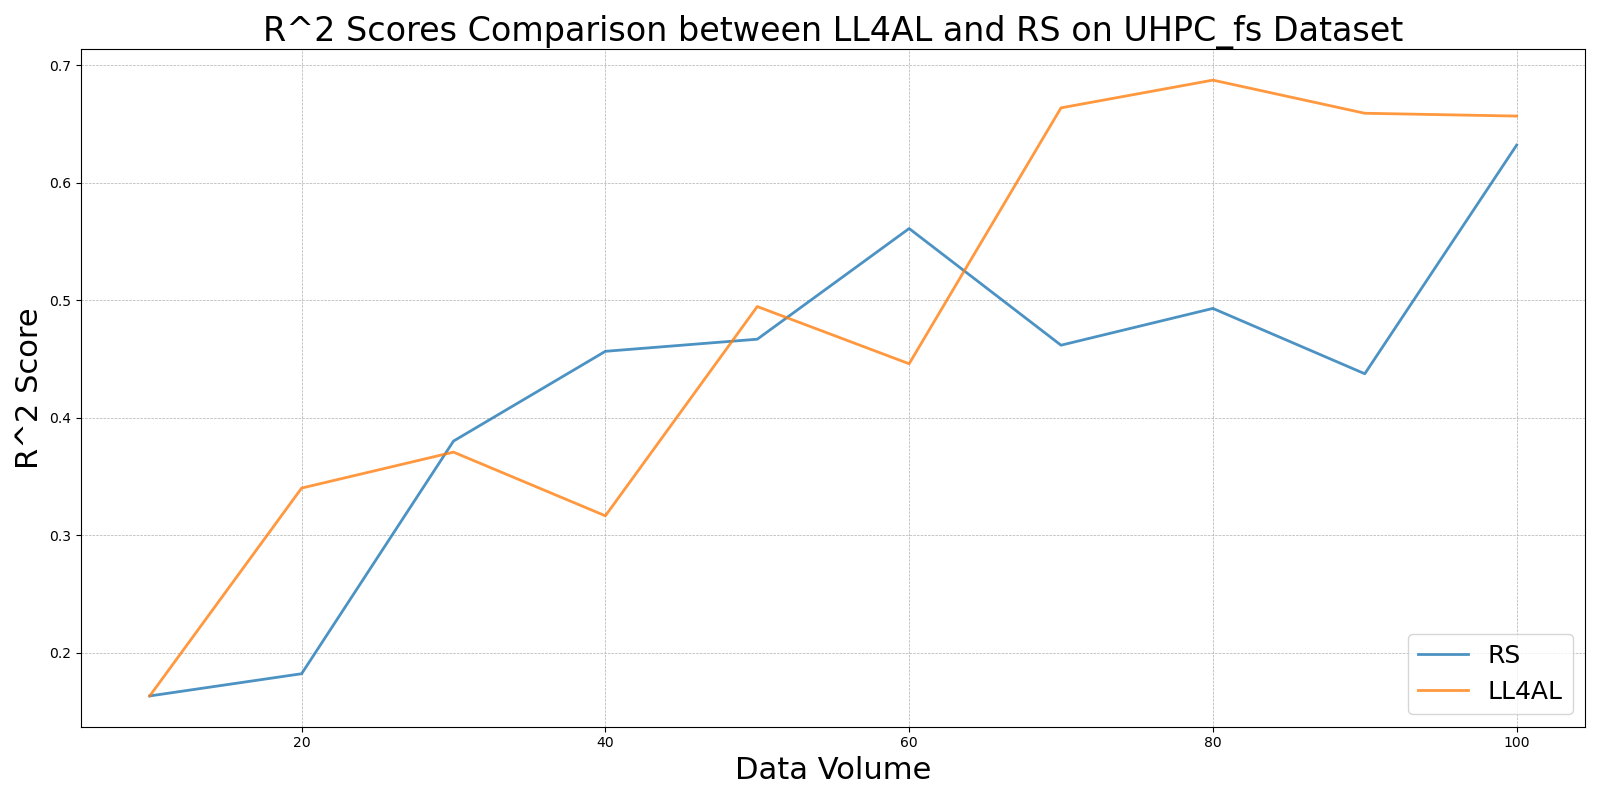 R^2 Scores Comparison between LL4AL and RS on UHPC_fs Dataset
R^2 Score
0.7
0.6
0.5
0.4
0.3
0.2
20
40
60
80
100
Data Volume
RS
LL4AL